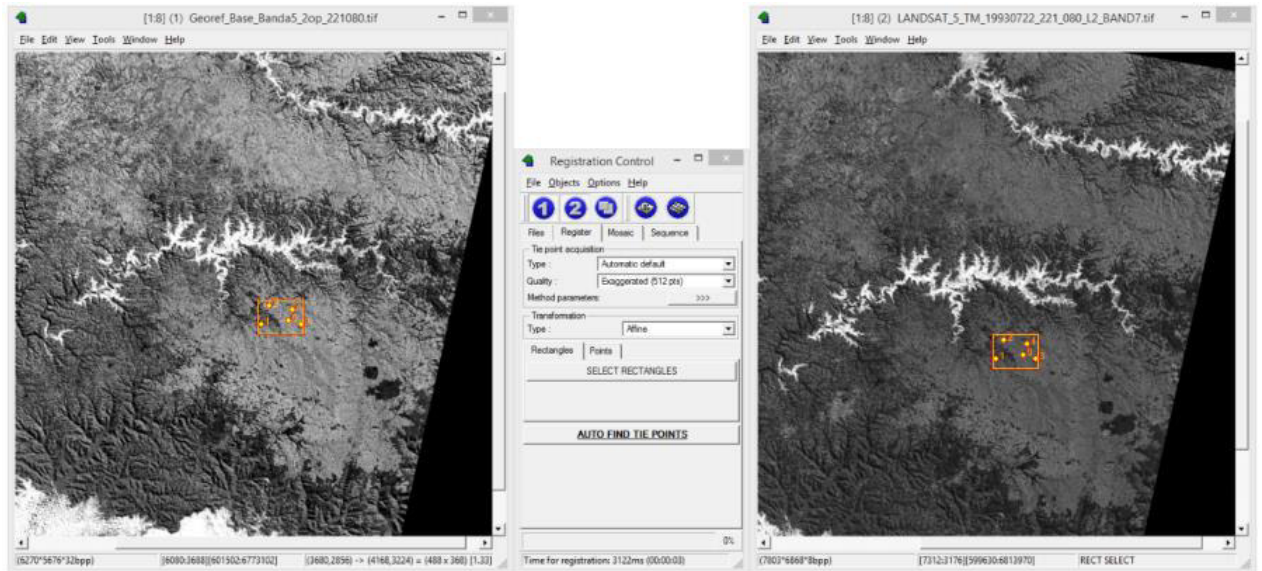 [1:8] (1) Georef_Base_Banda5_2op_221080.tif
File Edit View Tools Window Help
(6270*5676*32bpp)
[6080:3688][601502:6773102]
(3680,2856) -> (4168,3224) = (488 x 368) [1.33]
Registration Control
File Objects Options Help
1 2
Files Register Mosaic Sequence
Tie point acquisition
Type : Automatic default
Quality : Exaggerated (512 pts)
Method parameters: >>>
Transformation
Type : Affine
Rectangles Points
SELECT RECTANGLES
AUTO FIND TIE POINTS
0%
Time for registration: 3122ms (00:00:03)
[1:8] (2) LANDSAT_5_TM_19930722_221_080_L2_BAND7.tif
File Edit View Tools Window Help
(7803*6868*8bpp)
[7312:3176][599630:6813970]
RECT SELECT